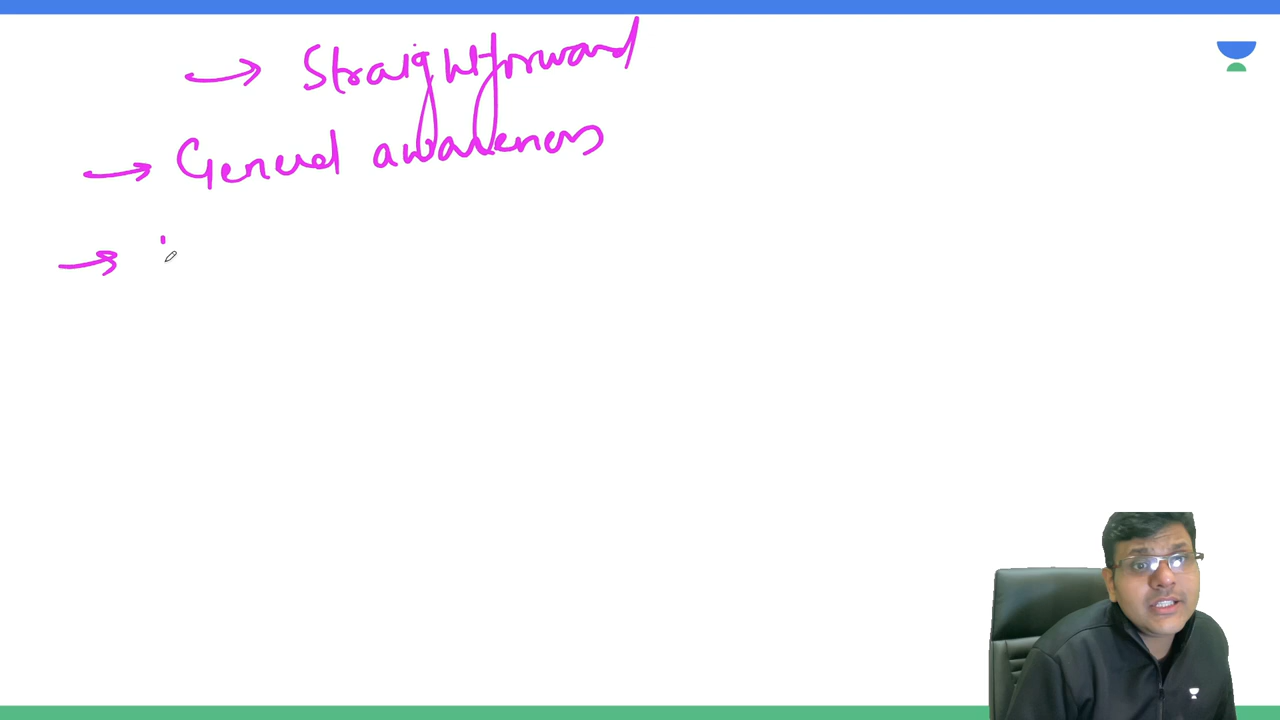 → Straightforward
→ General awareness
→